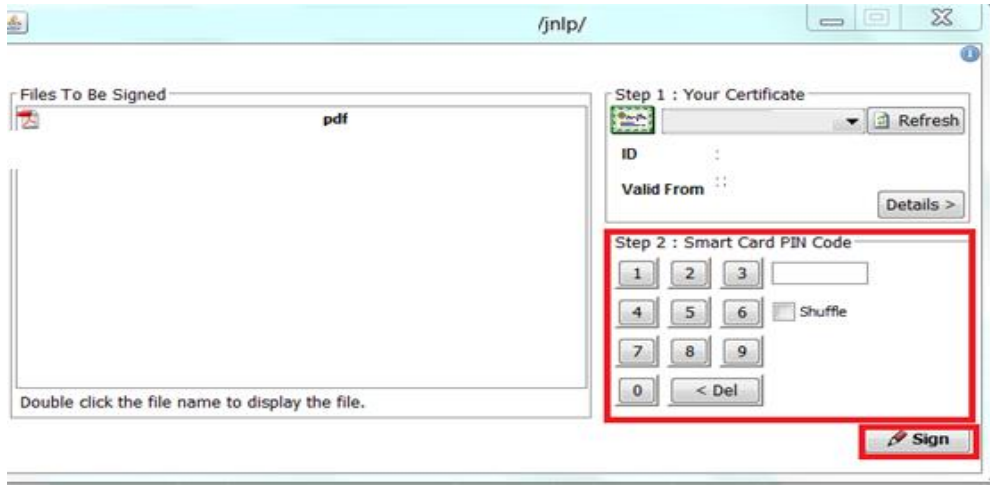 /jnlp/
Files To Be Signed
pdf
Double click the file name to display the file.
Step 1 : Your Certificate
Refresh
ID :
Valid From : :
Details >
Step 2 : Smart Card PIN Code
1 2 3
4 5 6 Shuffle
7 8 9
0 < Del
Sign